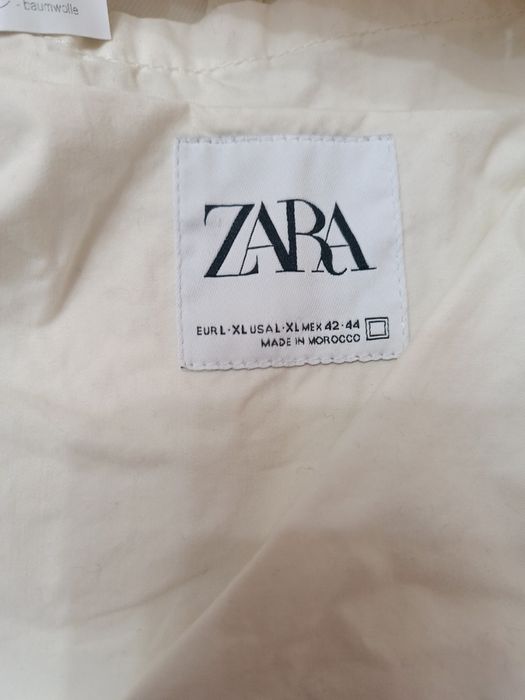 - baumwolle
ZARA
EUR L-XL USA L-XL MEX 42-44
MADE IN MOROCCO